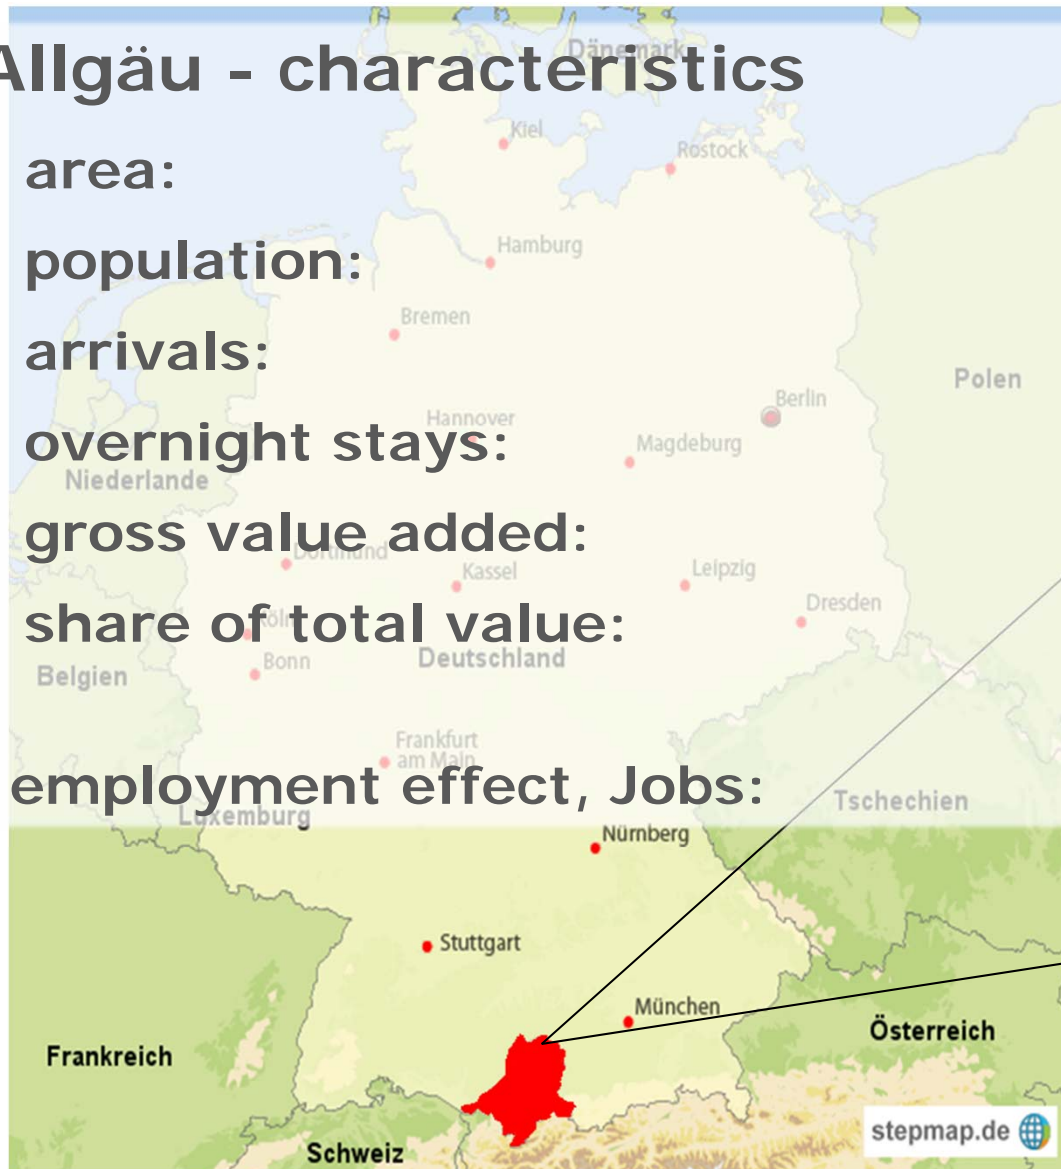 Allgäu - characteristics
Dänemark
Kiel
Rostock
area:
Hamburg
population:
Bremen
arrivals:
Polen
Berlin
Hannover
Magdeburg
overnight stays:
Niederlande
gross value added:
Dortmund
Kassel
Leipzig
Dresden
share of total value:
Köln
Bonn
Deutschland
Belgien
Frankfurt
am Main
employment effect, Jobs:
Luxemburg
Tschechien
Nürnberg
Stuttgart
München
Österreich
Frankreich
Schweiz
stepmap.de